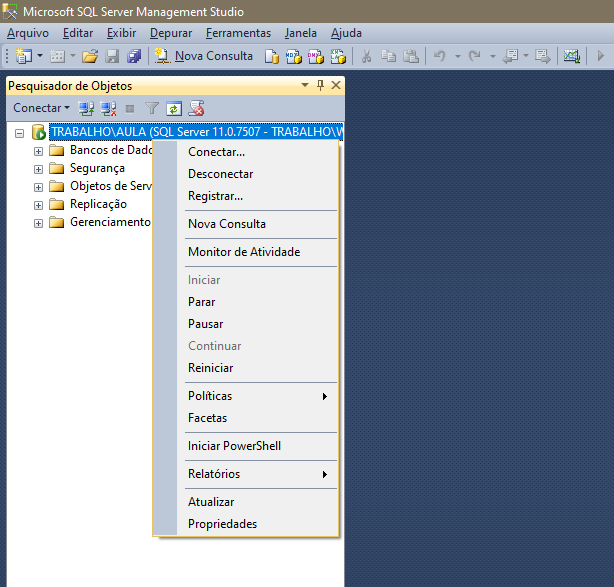 Microsoft SQL Server Management Studio
Arquivo Editar Exibir Depurar Ferramentas Janela Ajuda
Nova Consulta
Pesquisador de Objetos
Conectar
TRABALHO\AULA (SQL Server 11.0.7507 - TRABALHO\
Bancos de Dado
Segurança
Objetos de Serv
Replicação
Gerenciamento
Conectar...
Desconectar
Registrar...
Nova Consulta
Monitor de Atividade
Iniciar
Parar
Pausar
Continuar
Reiniciar
Políticas
Facetas
Iniciar PowerShell
Relatórios
Atualizar
Propriedades